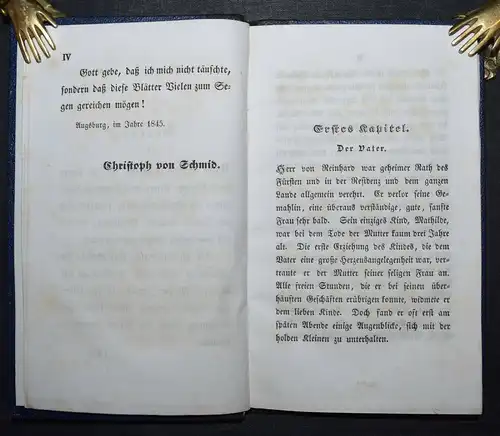 IV
Gott gebe, daß ich mich nicht täuschte,
sondern daß diese Blätter Vielen zum Se-
gen gereichen mögen!
Augsburg, im Jahre 1845.
Christoph von Schmid.
Erstes Kapitel.
Der Vater.
Herr von Reinhard war geheimer Rath des
Fürsten und in der Residenz und dem ganzen
Lande allgemein verehrt. Er verlor seine Ge-
mahlin, eine überaus verständige, gute, sanfte
Frau sehr bald. Sein einziges Kind, Mathilde,
war bei dem Tode der Mutter kaum drei Jahre
alt. Die erste Erziehung des Kindes, die dem
Vater eine große Herzensangelegenheit war, ver-
traute er der Mutter seiner seligen Frau an.
Alle freien Stunden, die er bei seinen über-
häuften Geschäften erübrigen konnte, widmete er
dem lieben Kinde. Doch fand er oft erst am
späten Abende einige Augenblicke, sich mit der
holden Kleinen zu unterhalten.